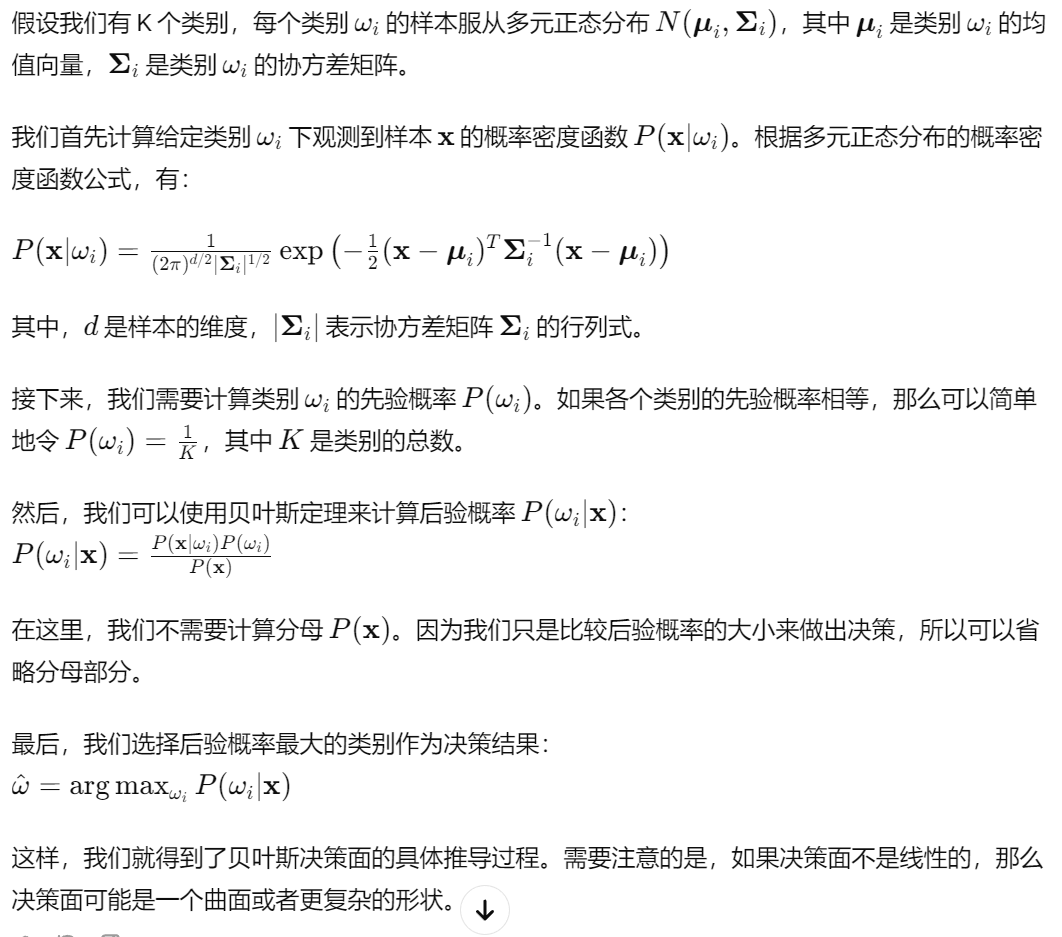 假设我们有 K 个类别，每个类别 $\omega_i$ 的样本服从多元正态分布 $N(\boldsymbol{\mu}_i, \boldsymbol{\Sigma}_i)$，其中 $\boldsymbol{\mu}_i$ 是类别 $\omega_i$ 的均
值向量，$\boldsymbol{\Sigma}_i$ 是类别 $\omega_i$ 的协方差矩阵。
我们首先计算给定类别 $\omega_i$ 下观测到样本 $\mathbf{x}$ 的概率密度函数 $P(\mathbf{x}|\omega_i)$。根据多元正态分布的概率密
度函数公式，有：
$P(\mathbf{x}|\omega_i) = \frac{1}{(2\pi)^{d/2}|\boldsymbol{\Sigma}_i|^{1/2}} \exp\left(-\frac{1}{2}(\mathbf{x} - \boldsymbol{\mu}_i)^T \boldsymbol{\Sigma}_i^{-1}(\mathbf{x} - \boldsymbol{\mu}_i)\right)$
其中，$d$ 是样本的维度，$|\boldsymbol{\Sigma}_i|$ 表示协方差矩阵 $\boldsymbol{\Sigma}_i$ 的行列式。
接下来，我们需要计算类别 $\omega_i$ 的先验概率 $P(\omega_i)$。如果各个类别的先验概率相等，那么可以简单
地令 $P(\omega_i) = \frac{1}{K}$，其中 $K$ 是类别的总数。
然后，我们可以使用贝叶斯定理来计算后验概率 $P(\omega_i|\mathbf{x})$：
$P(\omega_i|\mathbf{x}) = \frac{P(\mathbf{x}|\omega_i)P(\omega_i)}{P(\mathbf{x})}$
在这里，我们不需要计算分母 $P(\mathbf{x})$。因为我们只是比较后验概率的大小来做出决策，所以可以省
略分母部分。
最后，我们选择后验概率最大的类别作为决策结果：
$\hat{\omega} = \arg\max_{\omega_i} P(\omega_i|\mathbf{x})$
这样，我们就得到了贝叶斯决策面的具体推导过程。需要注意的是，如果决策面不是线性的，那么
决策面可能是一个曲面或者更复杂的形状。